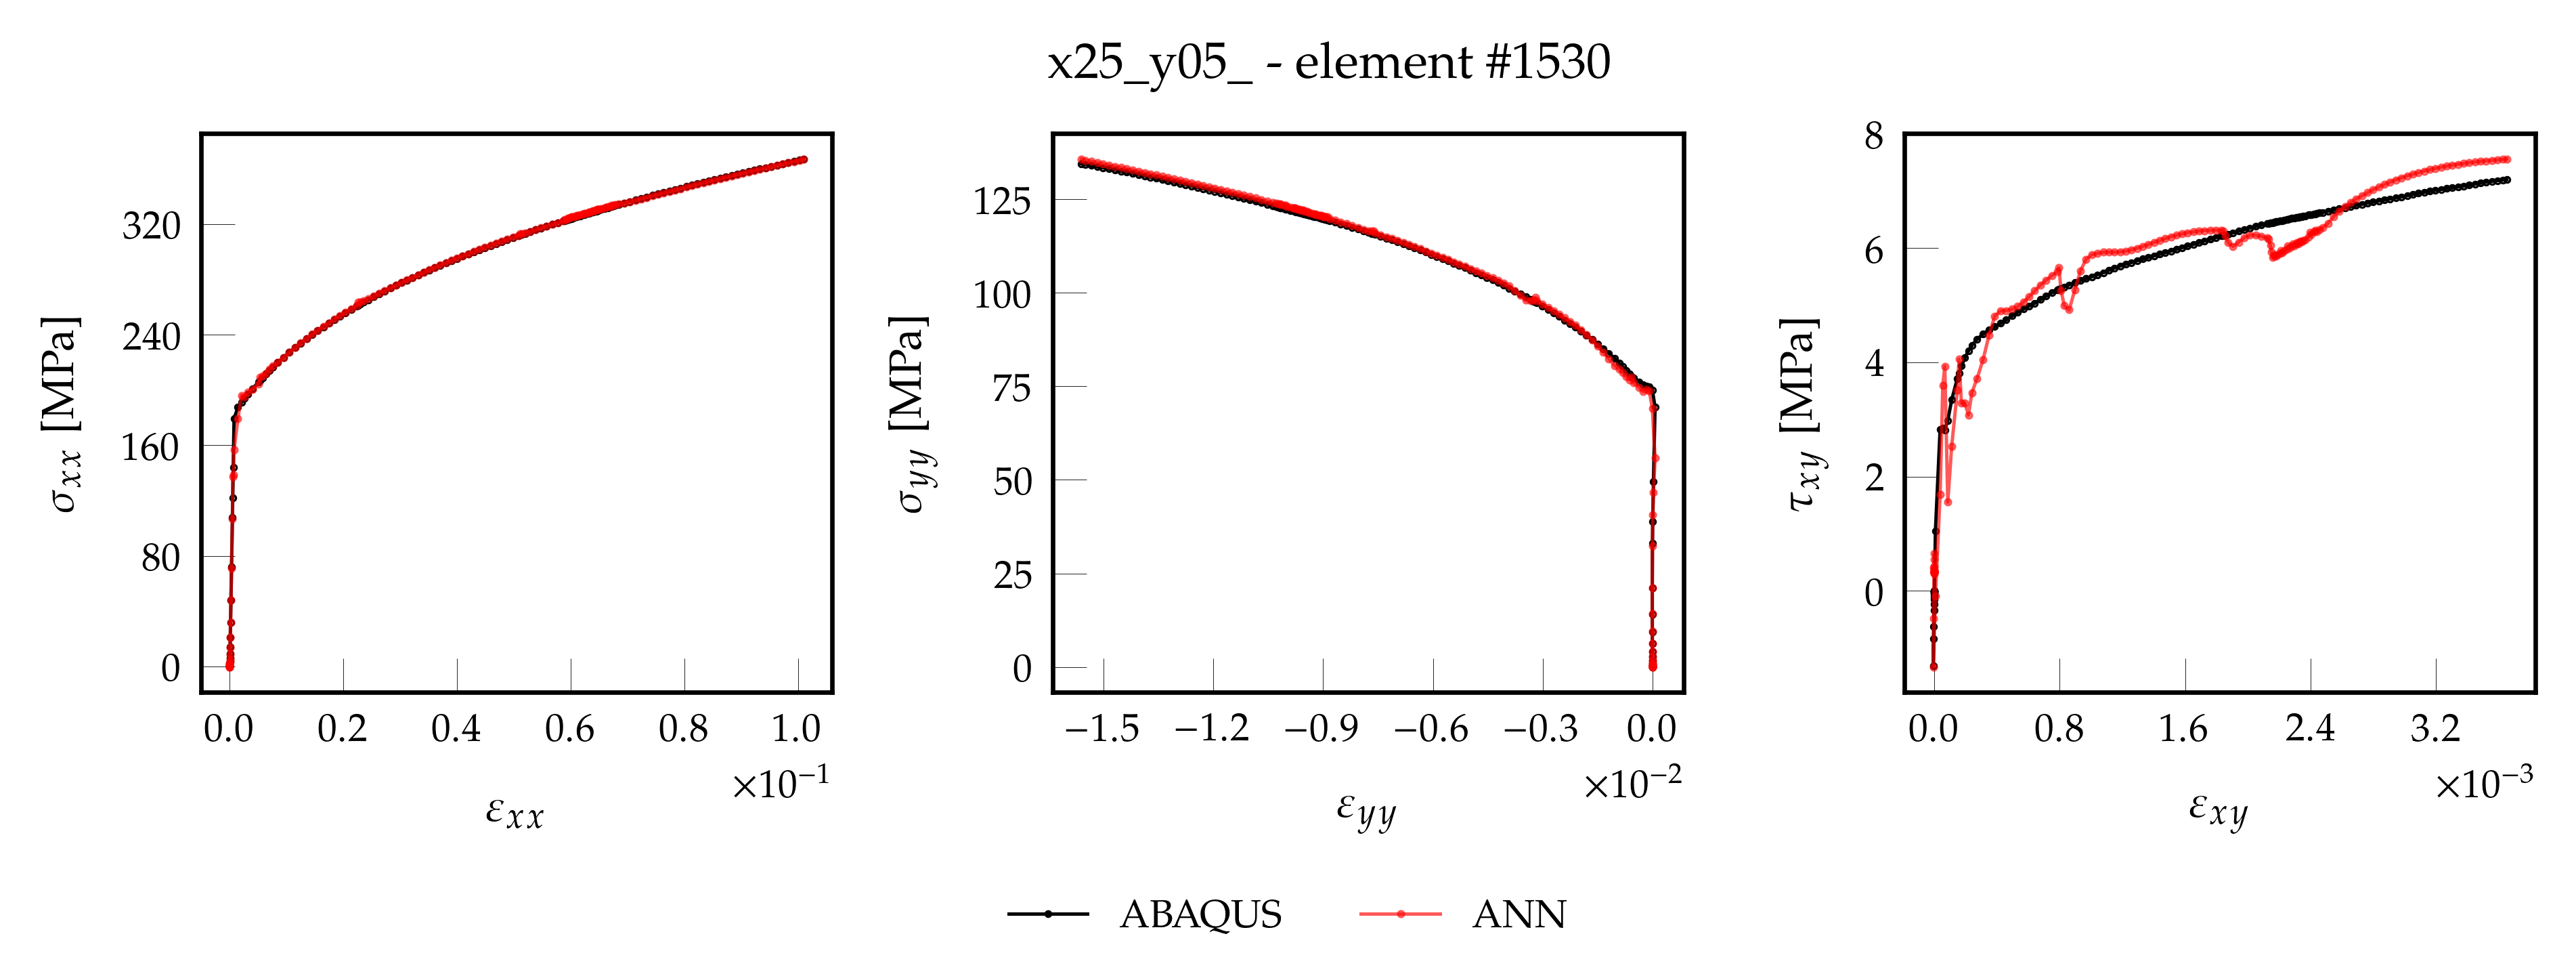 x25_y05_ - element #1530
σxx [MPa]
320
240
160
80
0
0.0 0.2 0.4 0.6 0.8 1.0
×10⁻¹
εxx
σyy [MPa]
125
100
75
50
25
0
−1.5 −1.2 −0.9 −0.6 −0.3 0.0
×10⁻²
εyy
τxy [MPa]
8
6
4
2
0
0.0 0.8 1.6 2.4 3.2
×10⁻³
εxy
ABAQUS ANN